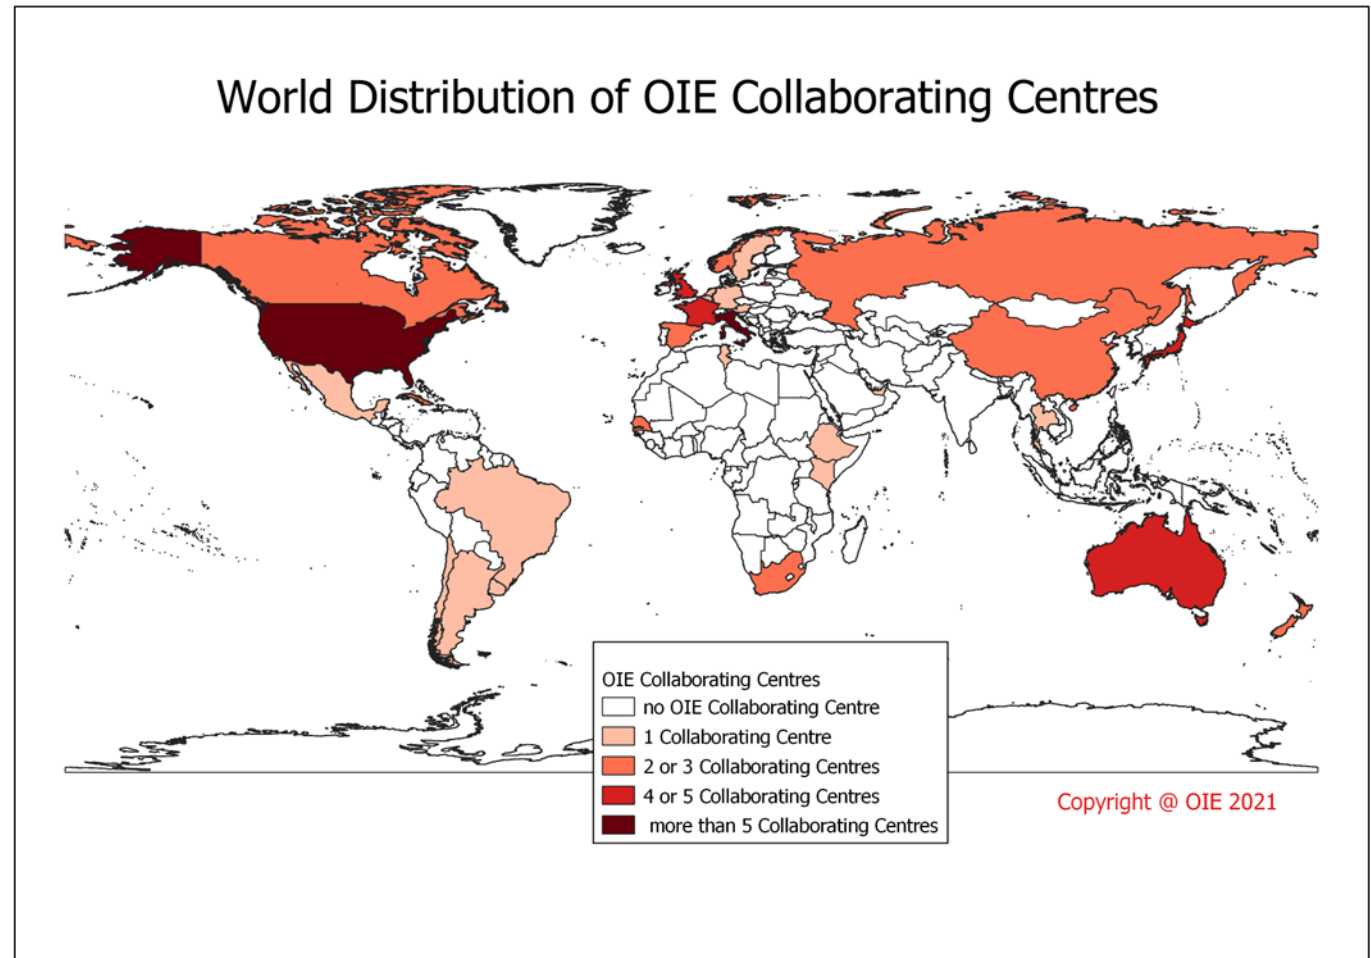 World Distribution of OIE Collaborating Centres
OIE Collaborating Centres
no OIE Collaborating Centre
1 Collaborating Centre
2 or 3 Collaborating Centres
4 or 5 Collaborating Centres
more than 5 Collaborating Centres
Copyright @ OIE 2021